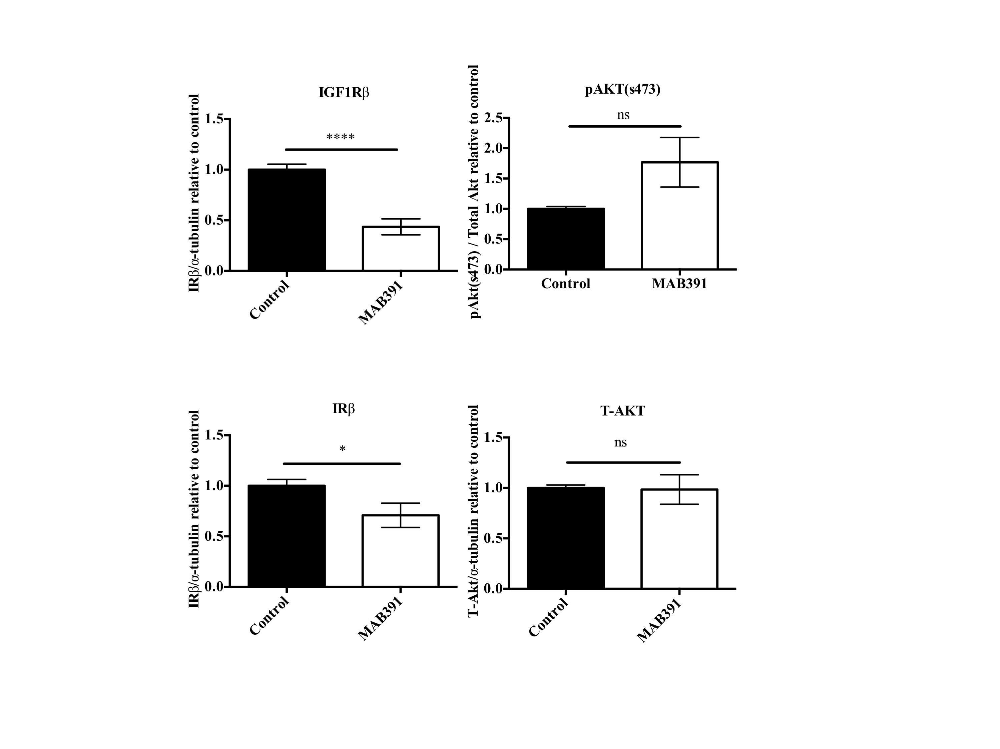 IGF1Rβ
IRβ/α-tubulin relative to control
1.5
1.0
0.5
0.0
****
Control
MAB391
pAKT(s473)
pAkt(s473) / Total Akt relative to control
2.5
2.0
1.5
1.0
0.5
0.0
ns
Control
MAB391
IRβ
IRβ/α-tubulin relative to control
1.5
1.0
0.5
0.0
*
Control
MAB391
T-AKT
T-Akt/α-tubulin relative to control
1.5
1.0
0.5
0.0
ns
Control
MAB391